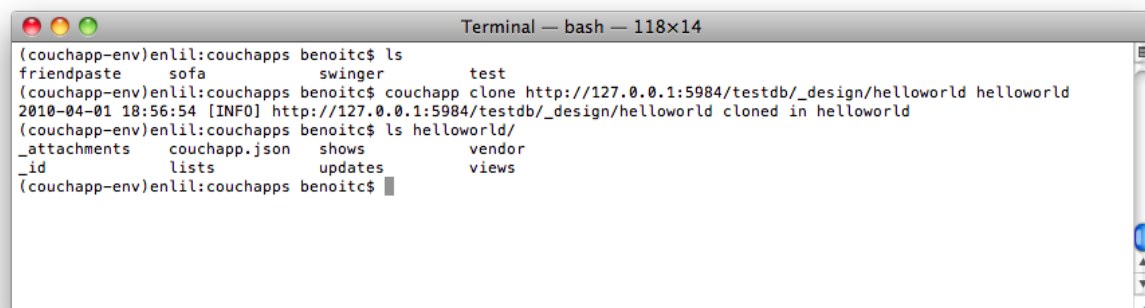 Terminal — bash — 118×14
(couchapp-env)enlil:couchapps benoitc$ ls
friendpaste     sofa            swinger         test
(couchapp-env)enlil:couchapps benoitc$ couchapp clone http://127.0.0.1:5984/testdb/_design/helloworld helloworld
2010-04-01 18:56:54 [INFO] http://127.0.0.1:5984/testdb/_design/helloworld cloned in helloworld
(couchapp-env)enlil:couchapps benoitc$ ls helloworld/
_attachments    couchapp.json   shows           vendor
_id             lists           updates         views
(couchapp-env)enlil:couchapps benoitc$